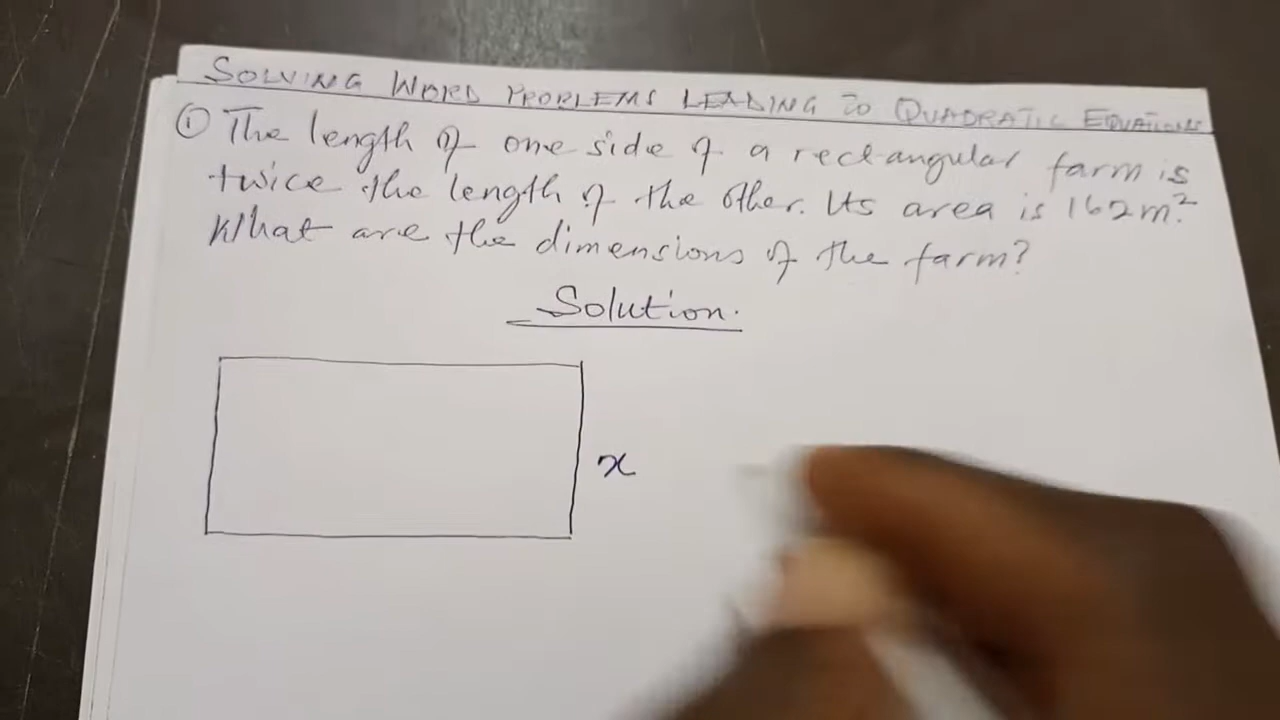 SOLVING WORD PROBLEMS LEADING TO QUADRATIC EQUATIONS
① The length of one side of a rectangular farm is
twice the length of the other. Its area is 162m².
What are the dimensions of the farm?
Solution.
x